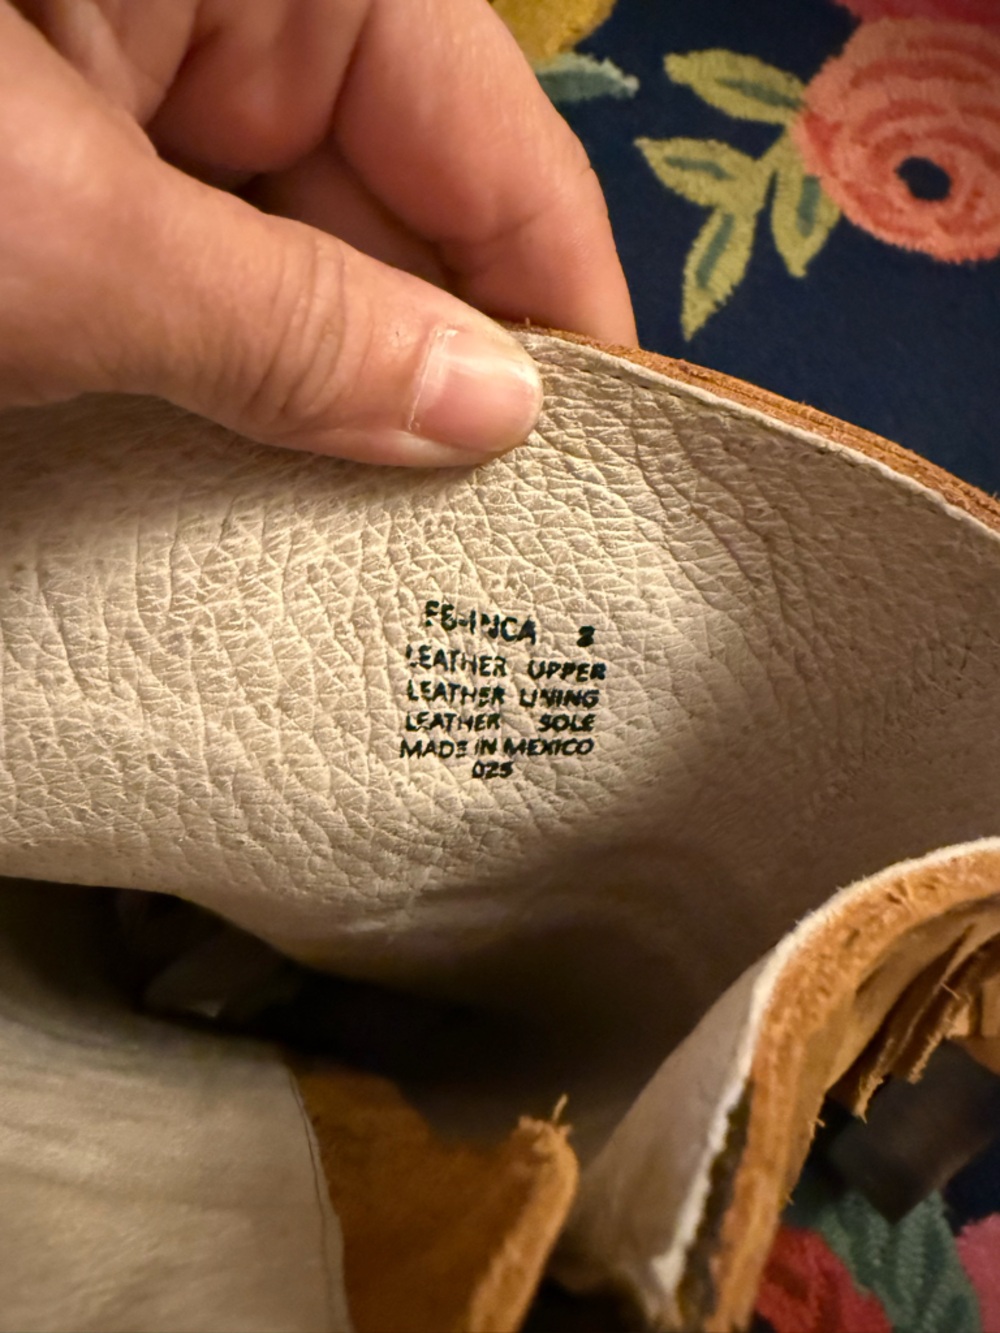 FB-INCA 8
LEATHER UPPER
LEATHER LINING
LEATHER SOLE
MADE IN MEXICO
025